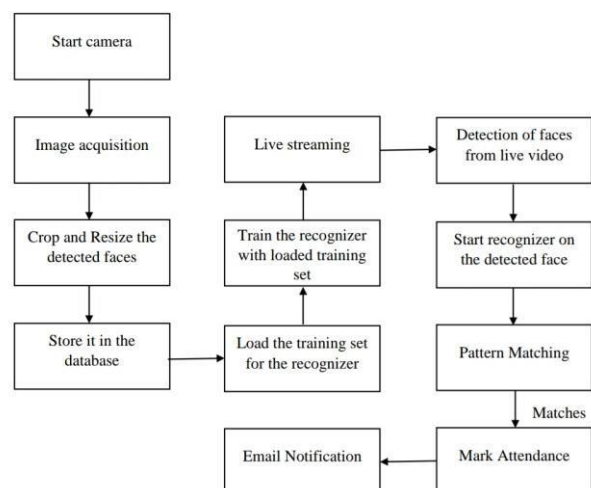 Start camera
Image acquisition
Crop and Resize the
detected faces
Store it in the
database
Load the training set
for the recognizer
Train the recognizer
with loaded training
set
Live streaming
Detection of faces
from live video
Start recognizer on
the detected face
Pattern Matching
Matches
Mark Attendance
Email Notification